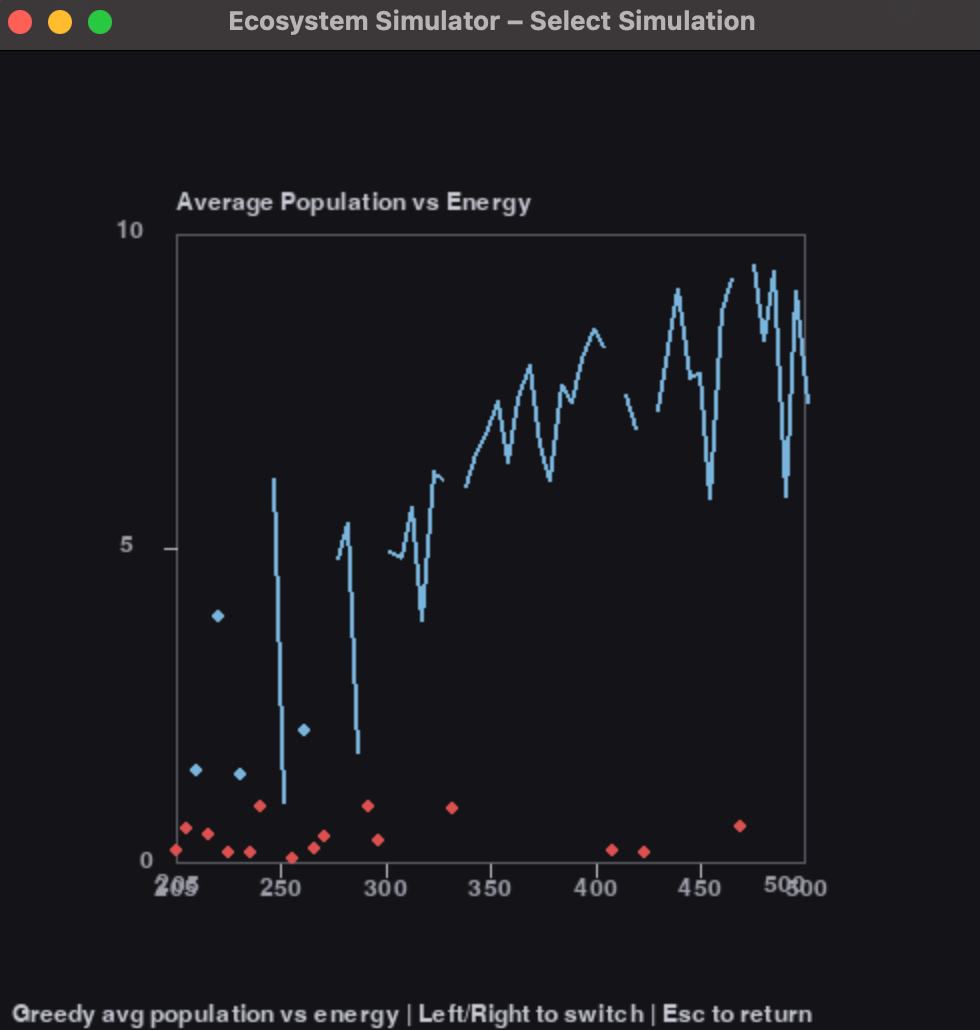 Ecosystem Simulator – Select Simulation
Average Population vs Energy
10
5
0
250 300 350 400 450
Greedy avg population vs energy | Left/Right to switch | Esc to return